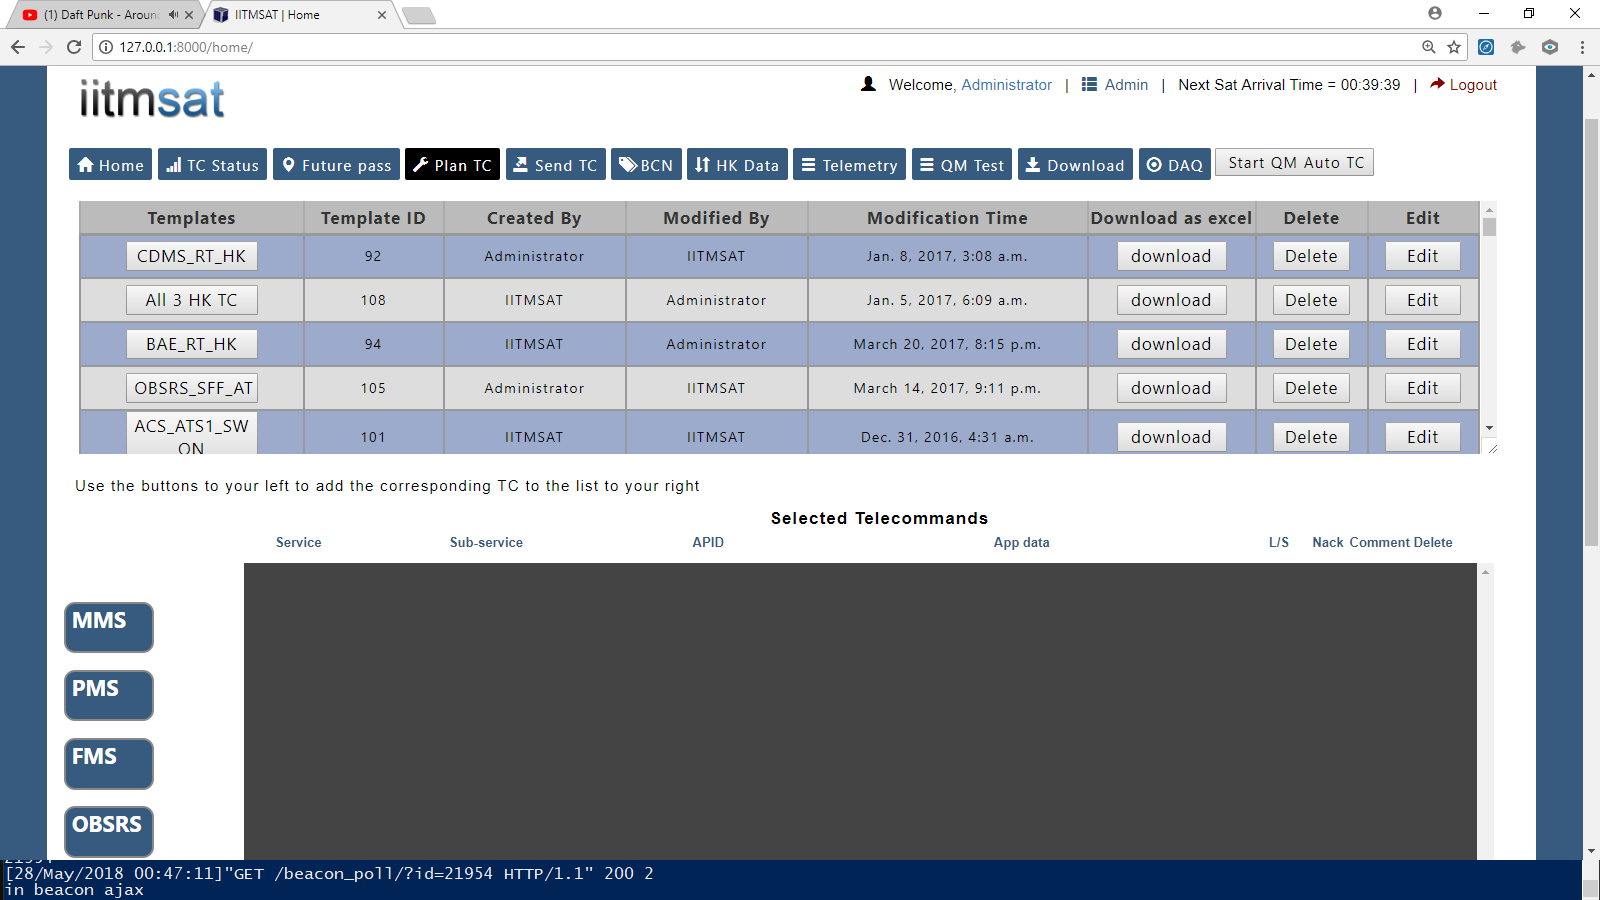 (1) Daft Punk - Aroun
IITMSAT | Home
127.0.0.1:8000/home/
iitmsat
Welcome, Administrator | Admin | Next Sat Arrival Time = 00:39:39 | Logout
Home TC Status Future pass Plan TC Send TC BCN HK Data Telemetry QM Test Download DAQ Start QM Auto TC
Templates Template ID Created By Modified By Modification Time Download as excel Delete Edit
CDMS_RT_HK 92 Administrator IITMSAT Jan. 8, 2017, 3:08 a.m. download Delete Edit
All 3 HK TC 108 IITMSAT Administrator Jan. 5, 2017, 6:09 a.m. download Delete Edit
BAE_RT_HK 94 IITMSAT Administrator March 20, 2017, 8:15 p.m. download Delete Edit
OBSRS_SFF_AT 105 Administrator IITMSAT March 14, 2017, 9:11 p.m. download Delete Edit
ACS_ATS1_SW
ON 101 IITMSAT IITMSAT Dec. 31, 2016, 4:31 a.m. download Delete Edit
Use the buttons to your left to add the corresponding TC to the list to your right
Selected Telecommands
Service Sub-service APID App data L/S Nack Comment Delete
MMS
PMS
FMS
OBSRS
[28/May/2018 00:47:11]"GET /beacon_poll/?id=21954 HTTP/1.1" 200 2
in beacon ajax